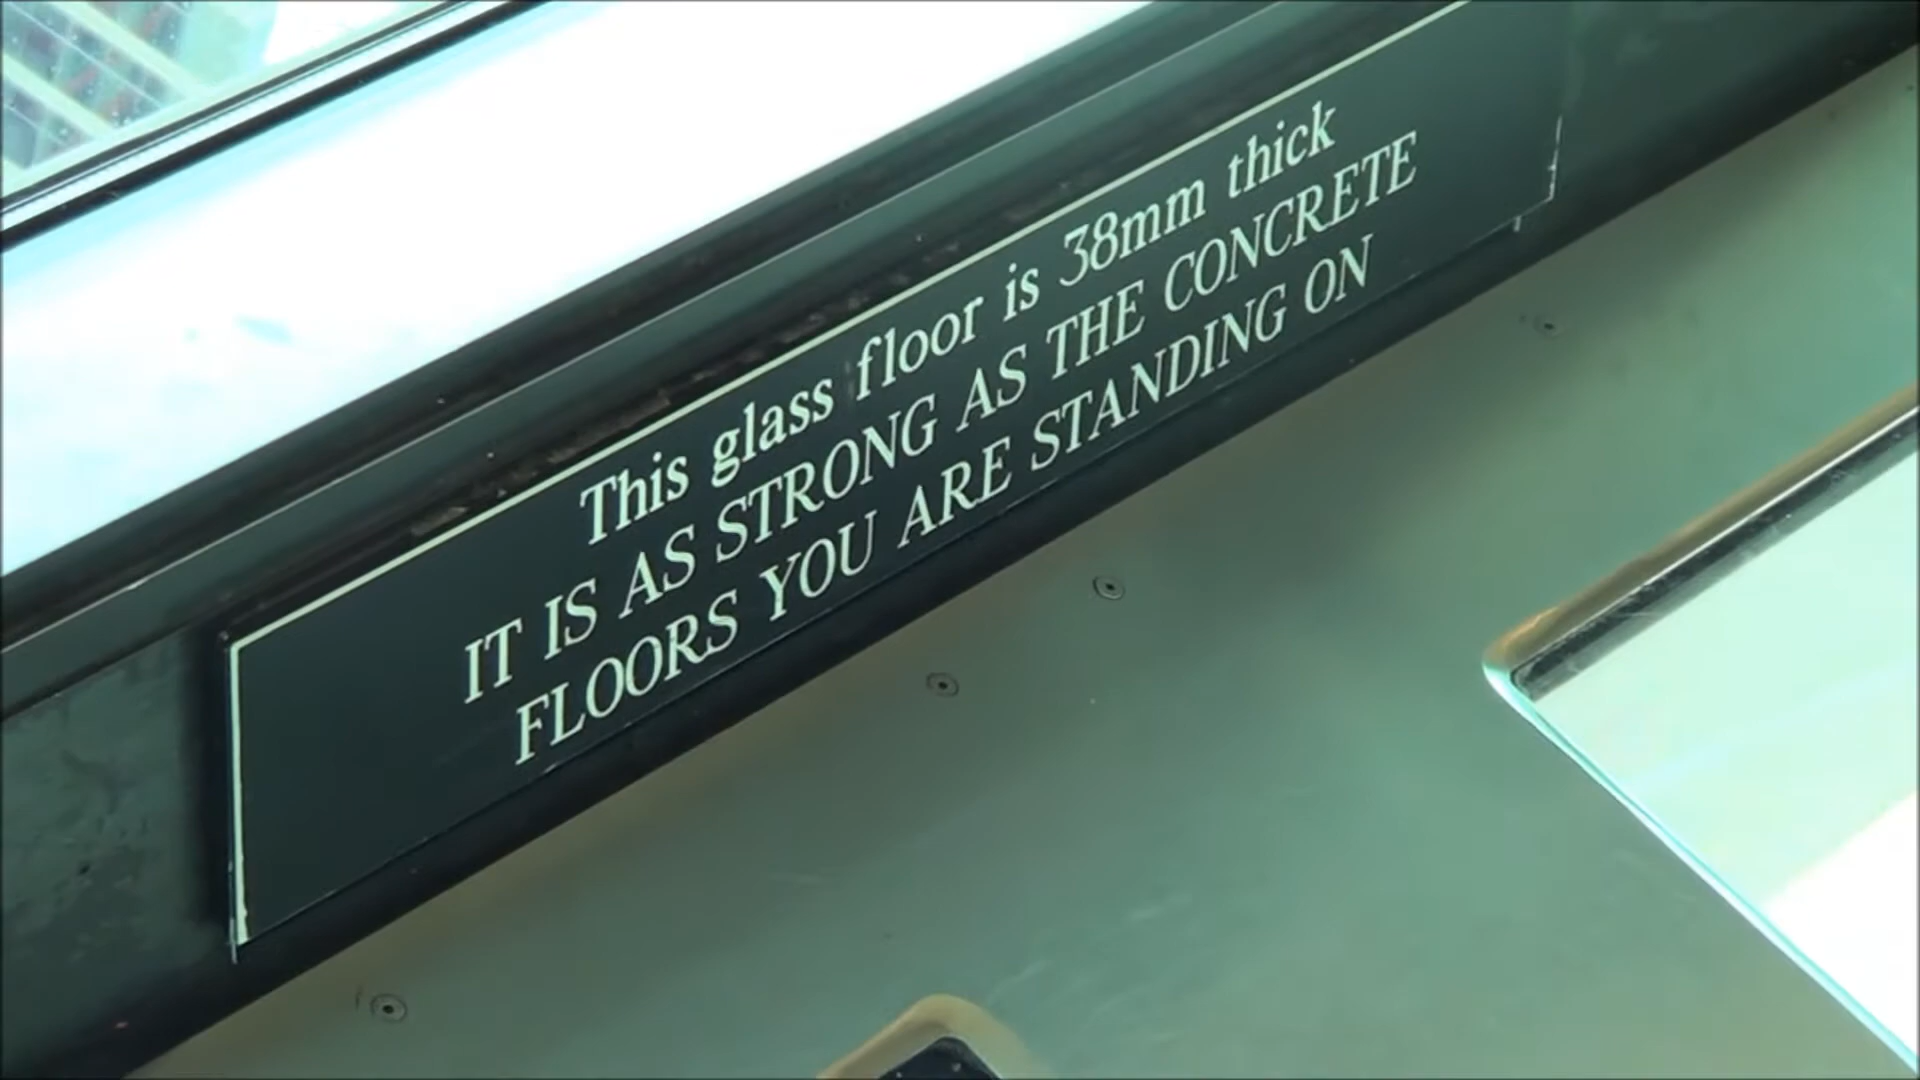 This glass floor is 38mm thick
IT IS AS STRONG AS THE CONCRETE
FLOORS YOU ARE STANDING ON